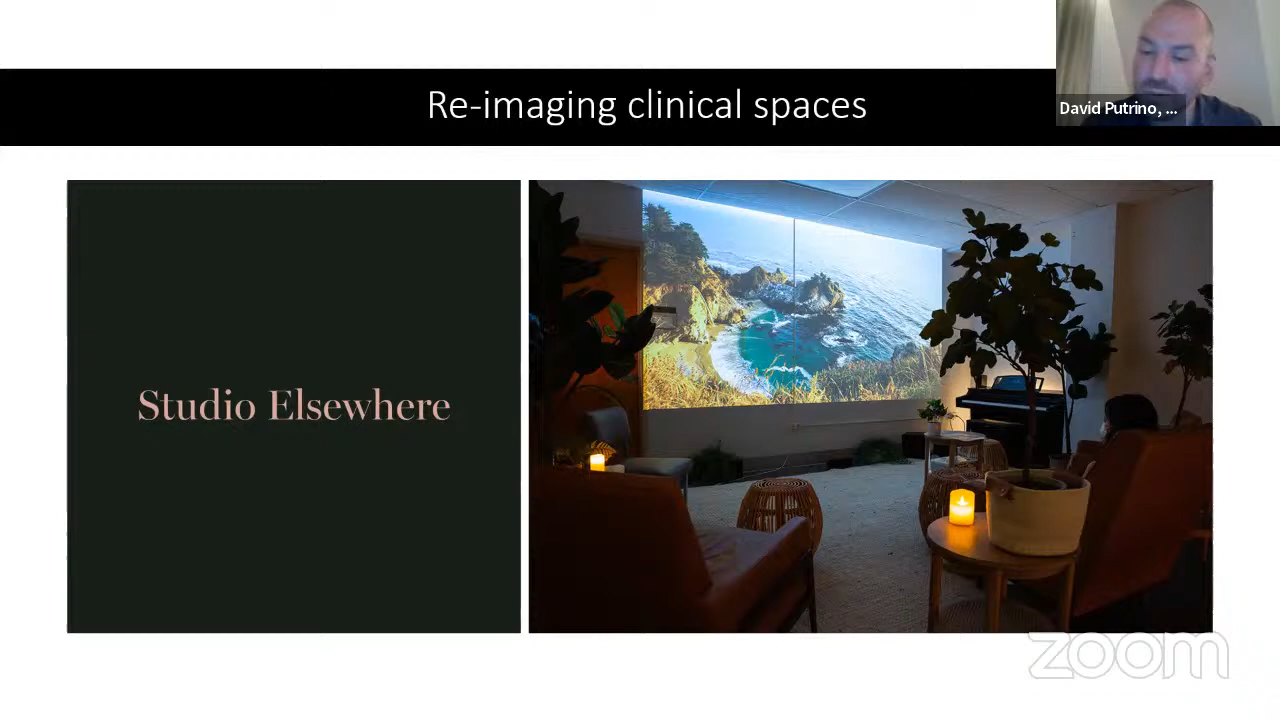 Re-imaging clinical spaces
David Putrino, ...
Studio Elsewhere
zoom